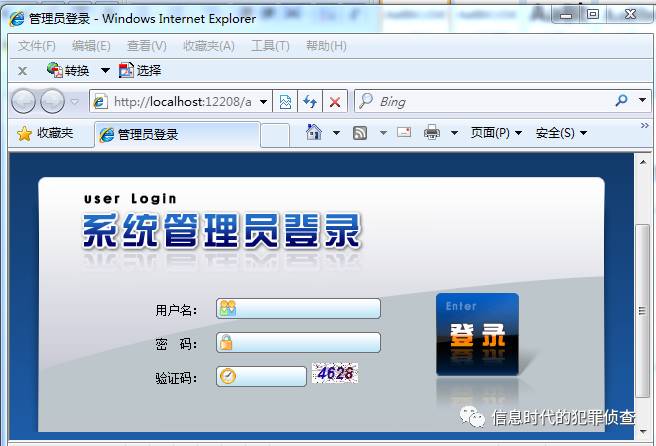 管理员登录 - Windows Internet Explorer
文件(F) 编辑(E) 查看(V) 收藏夹(A) 工具(T) 帮助(H)
x 转换 选择
http://localhost:12208/a Bing
收藏夹 管理员登录 页面(P) 安全(S) »
user Login
系统管理员登录
用户名：
Enter
登录
密 码：
验证码： 4628
信息时代的犯罪侦查